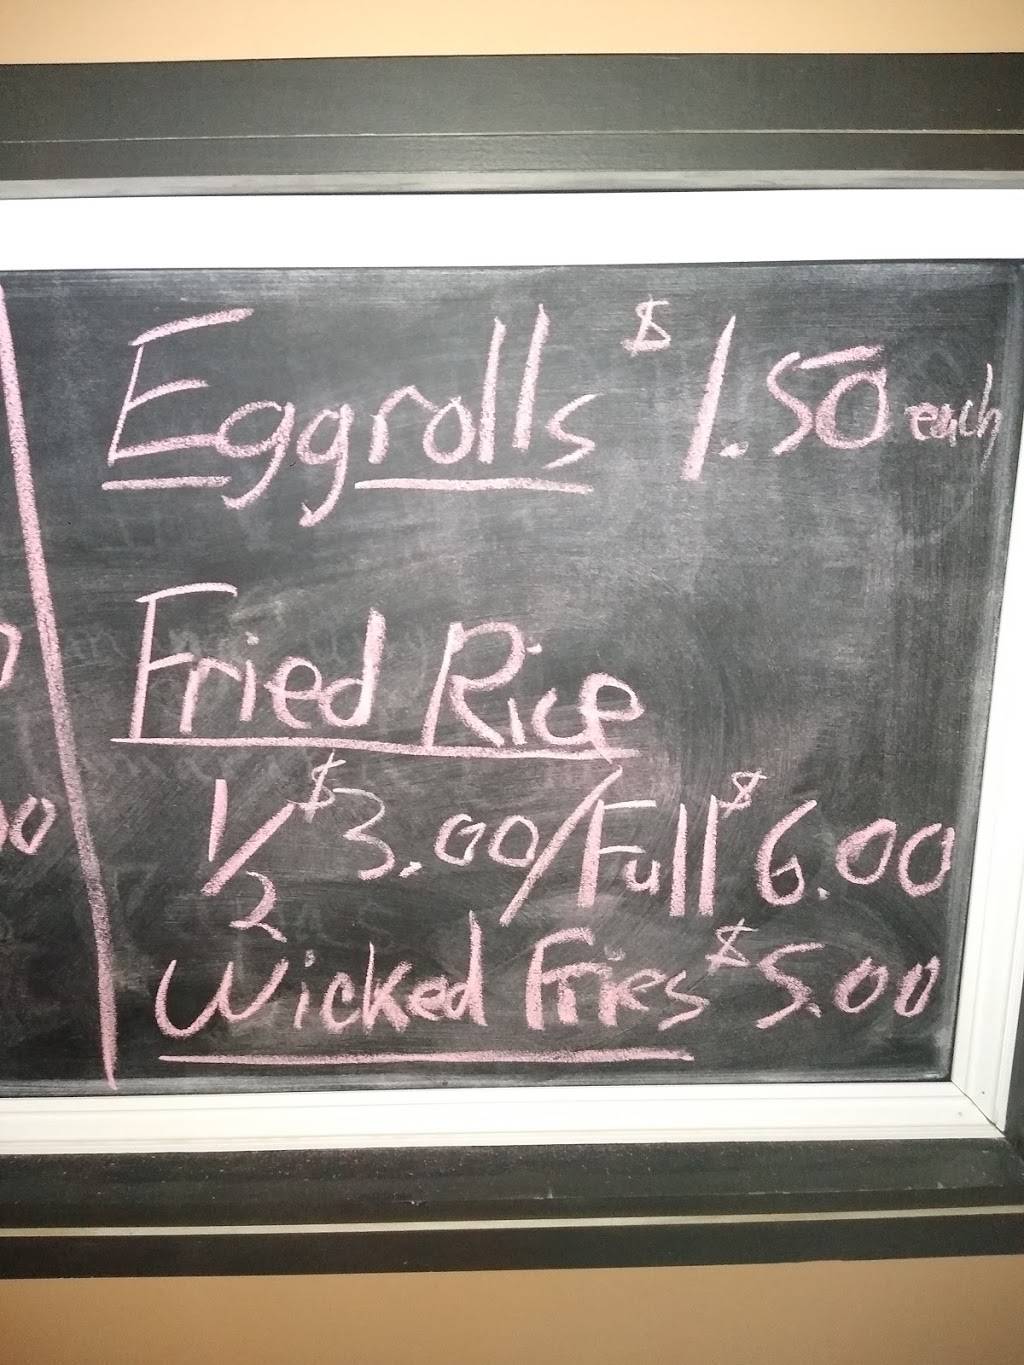 Eggrolls $1.50 each
Fried Rice
1/2 $3.00/Full $6.00
Wicked Fries $5.00